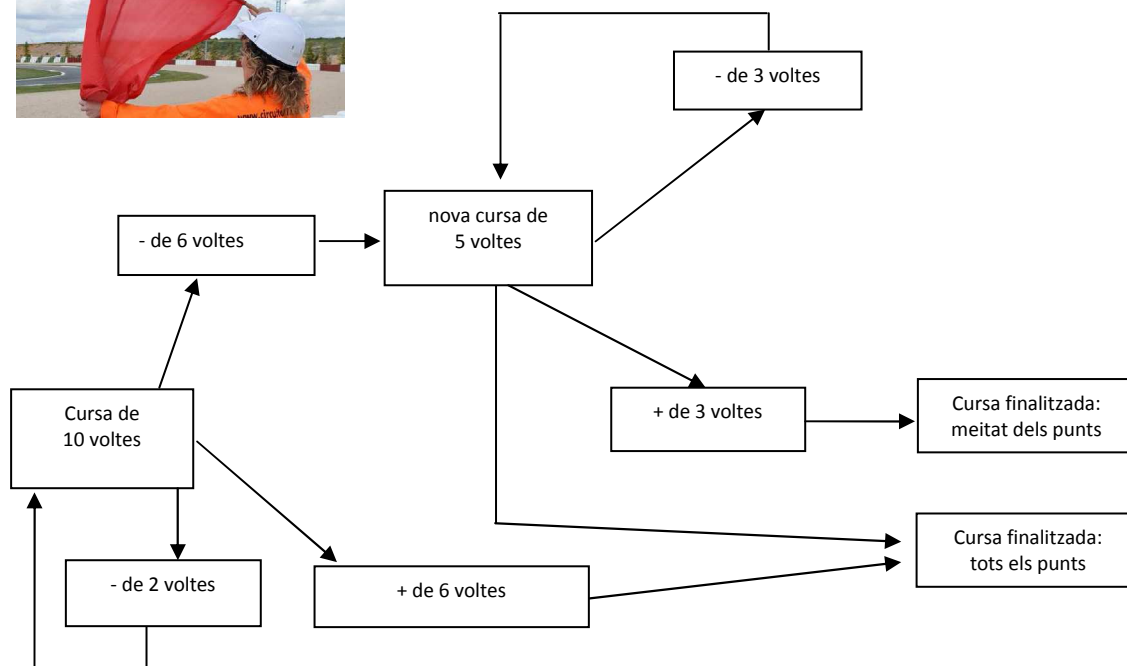 - de 3 voltes
nova cursa de
5 voltes
- de 6 voltes
Cursa de
10 voltes
+ de 3 voltes
Cursa finalitzada:
meitat dels punts
Cursa finalitzada:
tots els punts
- de 2 voltes
+ de 6 voltes